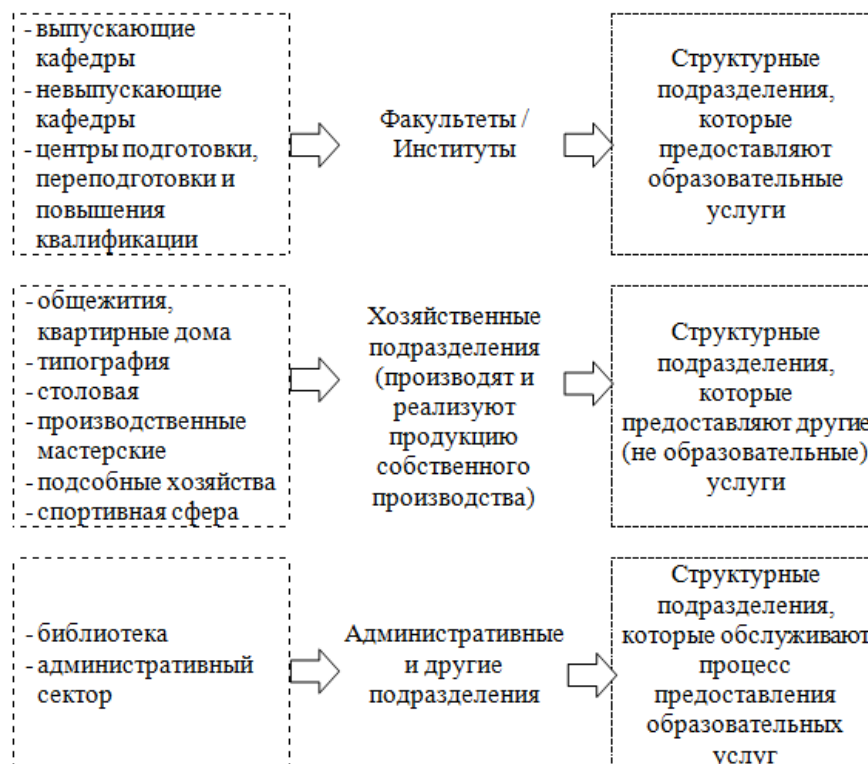 - выпускающие
кафедры
- невыпускающие
кафедры
- центры подготовки,
переподготовки и
повышения
квалификации
Факультеты /
Институты
Структурные
подразделения,
которые
предоставляют
образовательные
услуги
- общежития,
квартирные дома
- типография
- столовая
- производственные
мастерские
- подсобные хозяйства
- спортивная сфера
Хозяйственные
подразделения
(производят и
реализуют
продукцию
собственного
производства)
Структурные
подразделения,
которые
предоставляют другие
(не образовательные)
услуги
- библиотека
- административный
сектор
Административные
и другие
подразделения
Структурные
подразделения,
которые обслуживают
процесс
предоставления
образовательных
услуг